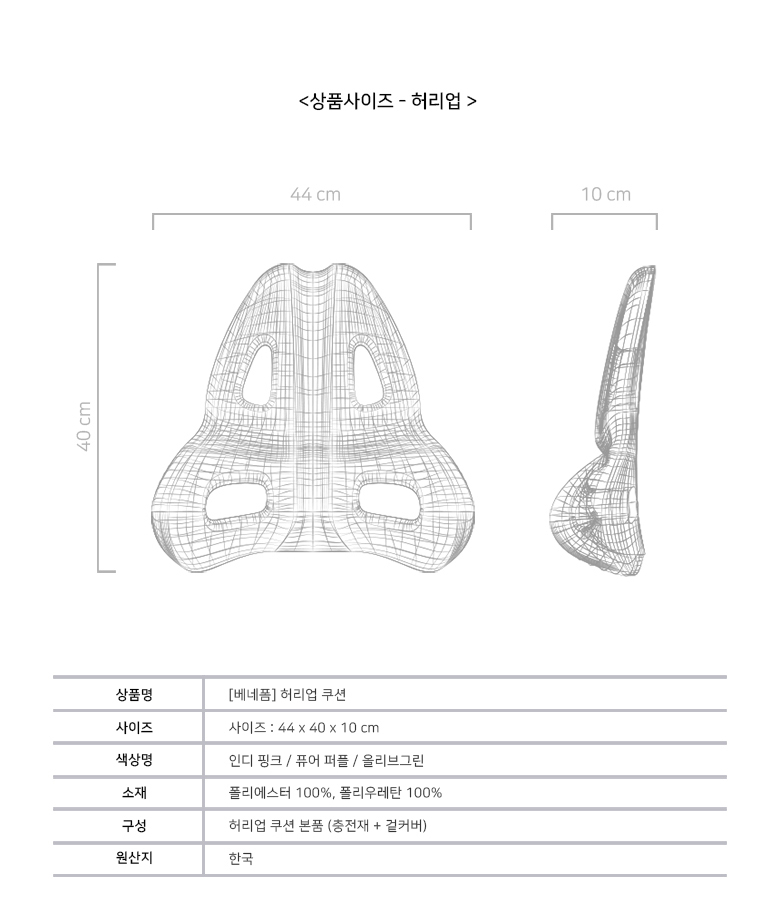 <상품사이즈 - 허리업 >
44 cm
10 cm
40 cm
상품명 [베네폼] 허리업 쿠션
사이즈 사이즈 : 44 x 40 x 10 cm
색상명 인디 핑크 / 퓨어 퍼플 / 올리브그린
소재 폴리에스터 100%, 폴리우레탄 100%
구성 허리업 쿠션 본품 (충전재 + 겉커버)
원산지 한국